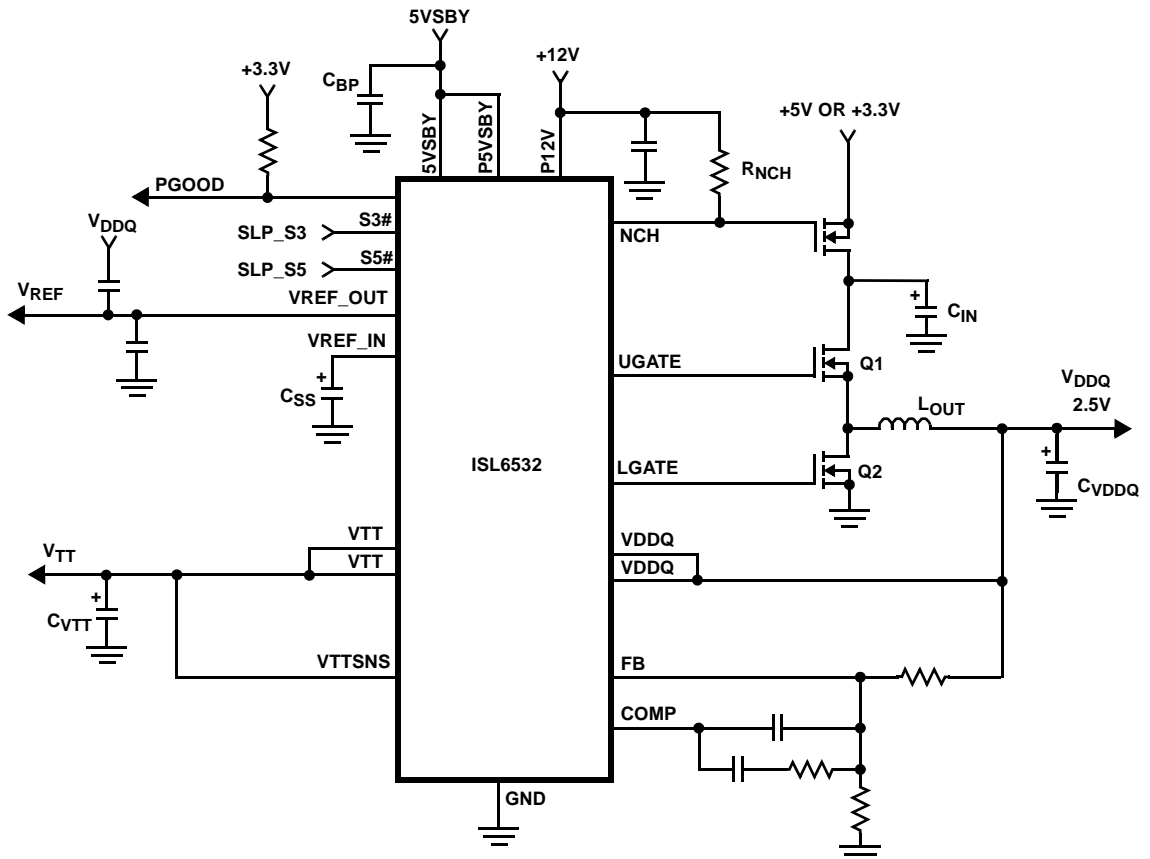 5VSBY
+12V
+3.3V
CBP
+5V OR +3.3V
5VSBY
P5VSBY
P12V
RNCH
PGOOD
S3#
SLP_S3
NCH
VDDQ
S5#
SLP_S5
VREF
VREF_OUT
+
CIN
VREF_IN
UGATE
Q1
+
CSS
VDDQ
2.5V
LOUT
ISL6532
LGATE
Q2
+
CVDDQ
VTT
VTT
VTT
VDDQ
VDDQ
+
CVTT
VTTSNS
FB
COMP
GND